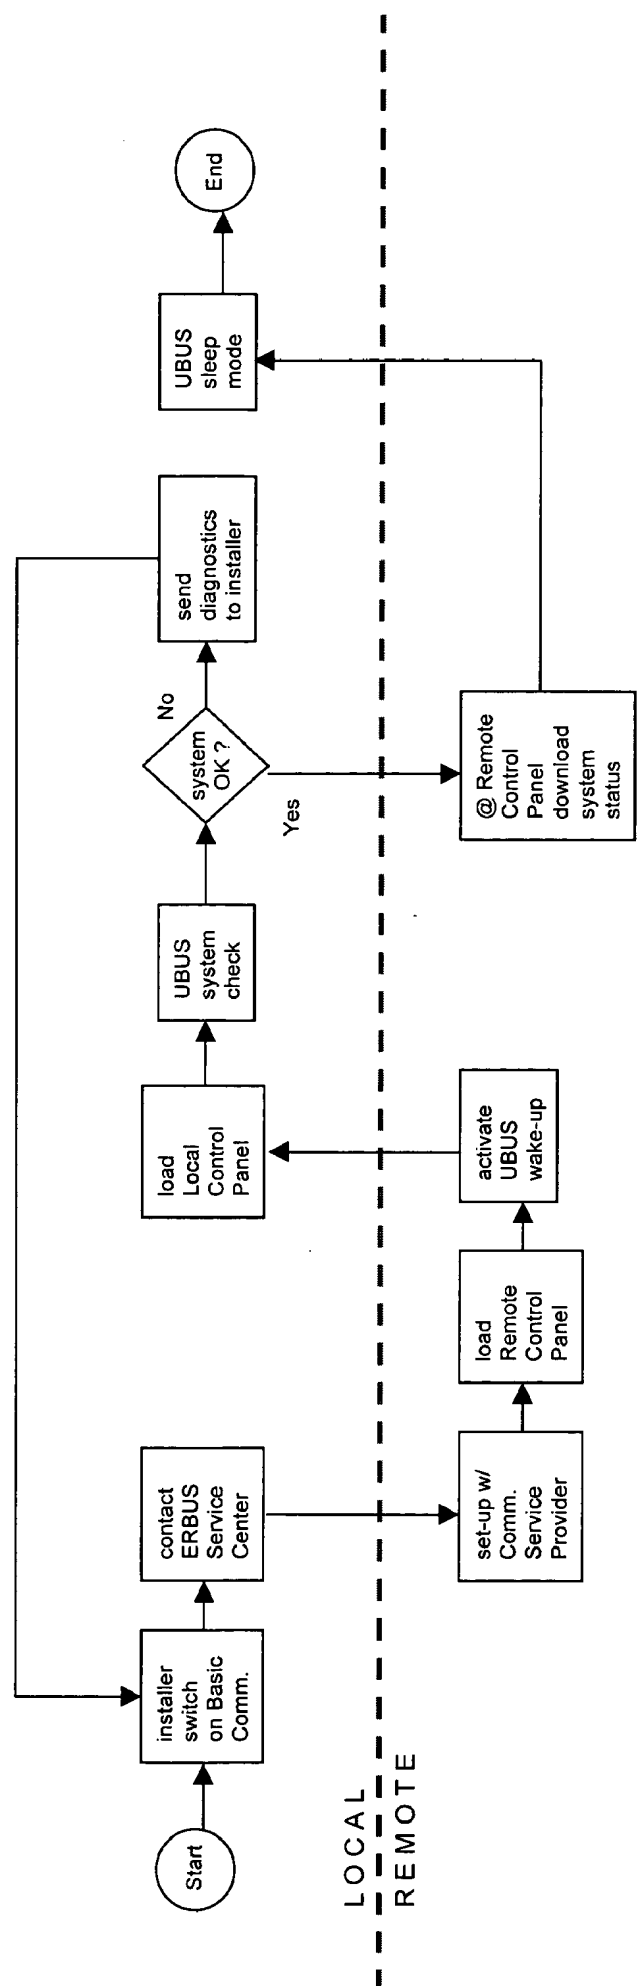 Start
installer
switch
on Basic
Comm.
contact
ERBUS
Service
Center
set-up w/
Comm.
Service
Provider
load
Remote
Control
Panel
activate
UBUS
wake-up
load
Local
Control
Panel
UBUS
system
check
system
OK ?
No
Yes
send
diagnostics
to installer
@ Remote
Control
Panel
download
system
status
UBUS
sleep
mode
End
LOCAL
REMOTE